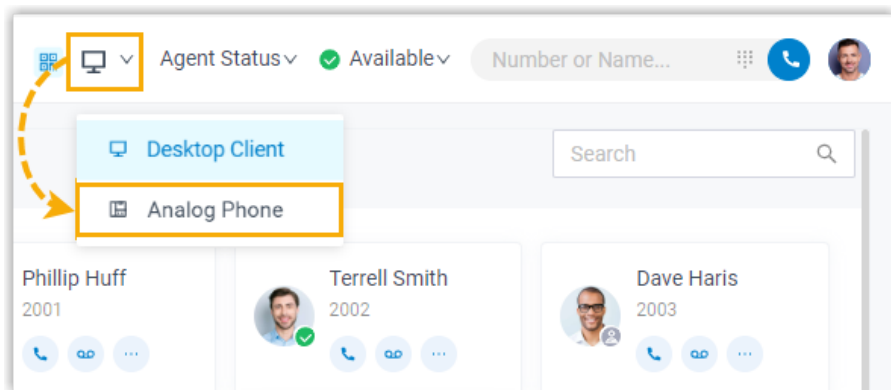 Agent Status
Available
Number or Name...
Desktop Client
Search
Analog Phone
Phillip Huff
Terrell Smith
Dave Haris
2001
2002
2003